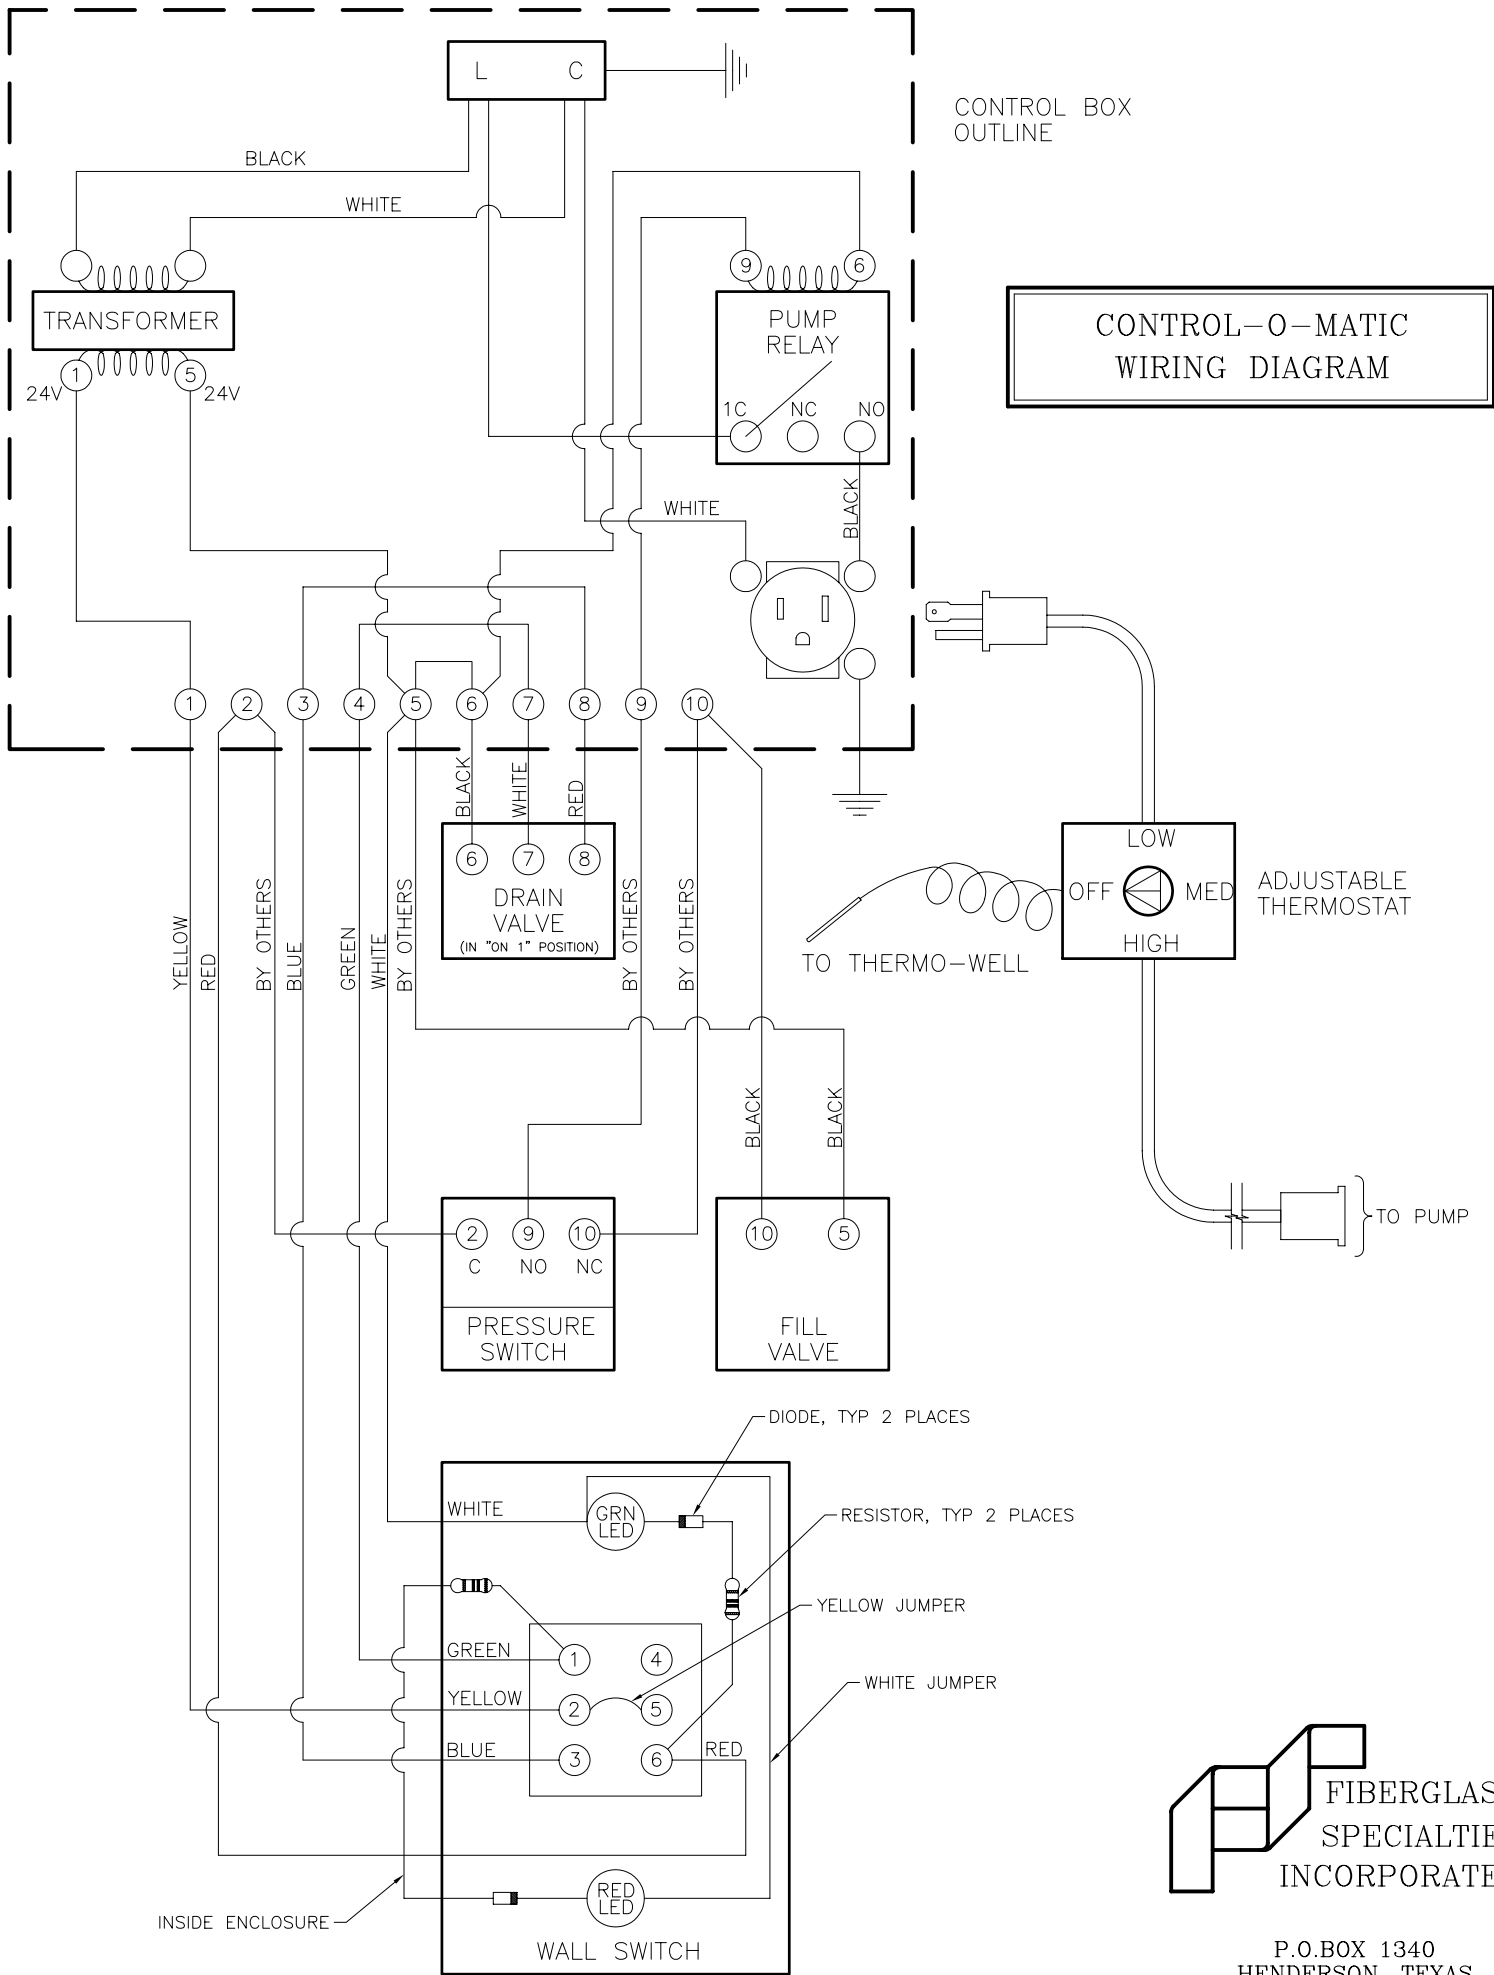 L C
CONTROL BOX
OUTLINE
BLACK
WHITE
9 6
TRANSFORMER
PUMP
RELAY
CONTROL-O-MATIC
WIRING DIAGRAM
1 5
24V 24V
1C NC NO
WHITE
BLACK
1 2 3 4 5 6 7 8 9 10
BLACK
WHITE
RED
6 7 8
DRAIN
VALVE
(IN "ON 1" POSITION)
LOW
OFF MED
HIGH
ADJUSTABLE
THERMOSTAT
TO THERMO-WELL
YELLOW
RED
BY OTHERS
BLUE
GREEN
WHITE
BY OTHERS
BY OTHERS
BY OTHERS
BLACK
BLACK
2 9 10
C NO NC
PRESSURE
SWITCH
10 5
FILL
VALVE
TO PUMP
DIODE, TYP 2 PLACES
WHITE
GRN
LED
RESISTOR, TYP 2 PLACES
YELLOW JUMPER
GREEN
1 4
YELLOW
2 5
WHITE JUMPER
BLUE
3 6
RED
RED
LED
INSIDE ENCLOSURE
WALL SWITCH
FIBERGLAS
SPECIALTIE
INCORPORATE
P.O.BOX 1340
HENDERSON, TEXAS